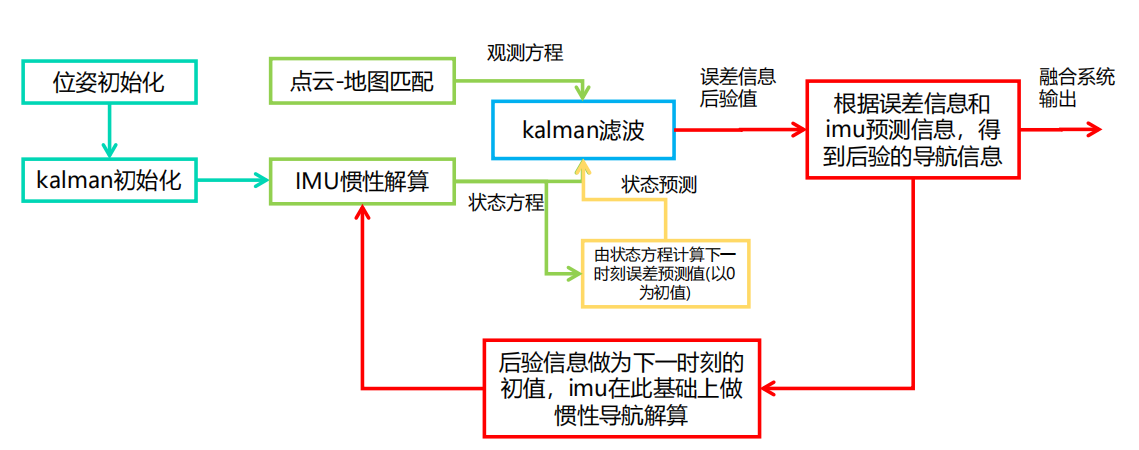 位姿初始化
点云-地图匹配
观测方程
kalman滤波
误差信息
后验值
根据误差信息和
imu预测信息，得
到后验的导航信息
融合系统
输出
kalman初始化
IMU惯性解算
状态方程
状态预测
由状态方程计算下一
时刻误差预测值(以0
为初值)
后验信息做为下一时刻的
初值，imu在此基础上做
惯性导航解算